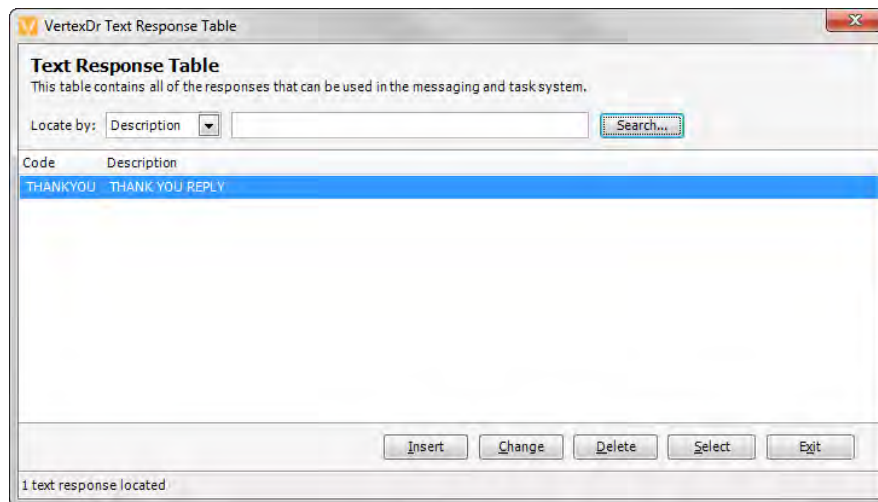 VertexDr Text Response Table
Text Response Table
This table contains all of the responses that can be used in the messaging and task system.
Locate by: Description Search...
Code Description
THANKYOU THANK YOU REPLY
Insert Change Delete Select Exit
1 text response located